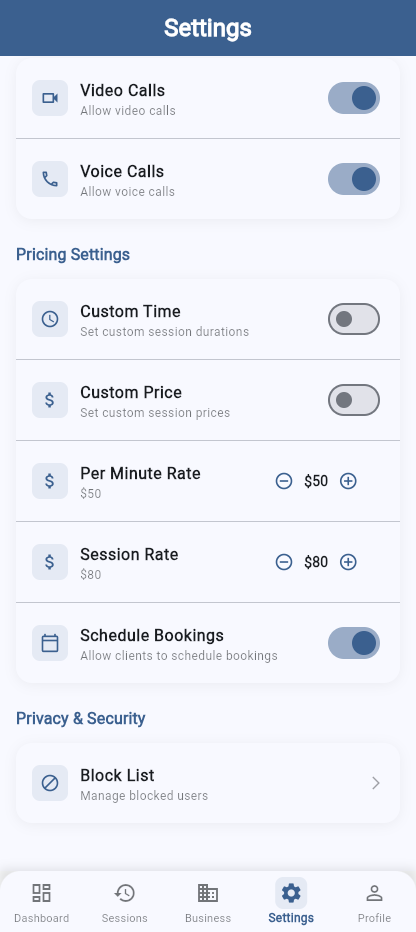 Settings
Video Calls
Allow video calls
Voice Calls
Allow voice calls
Pricing Settings
Custom Time
Set custom session durations
Custom Price
Set custom session prices
Per Minute Rate
$50
$50
Session Rate
$80
$80
Schedule Bookings
Allow clients to schedule bookings
Privacy & Security
Block List
Manage blocked users
Dashboard Sessions Business Settings Profile